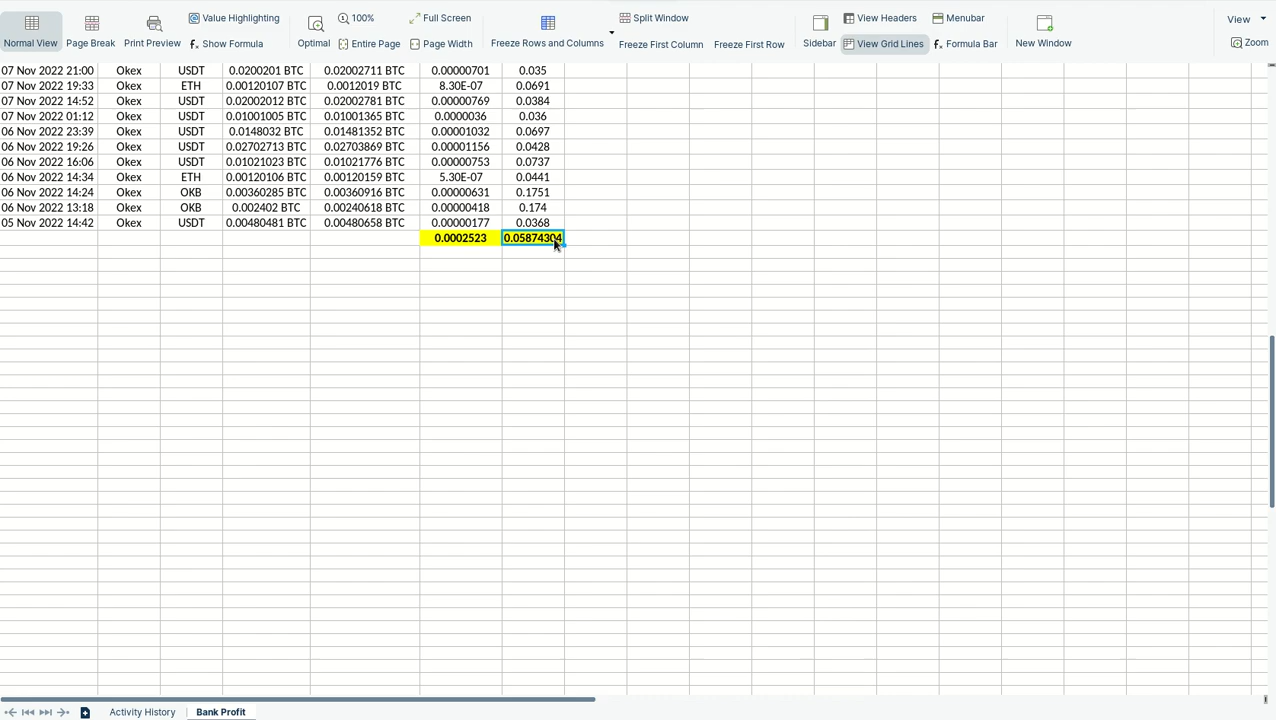 Normal View Page Break Print Preview Value Highlighting Show Formula Optimal 100% Entire Page Full Screen Page Width Freeze Rows and Columns Split Window Freeze First Column Freeze First Row Sidebar View Headers View Grid Lines Menubar Formula Bar New Window View Zoom
07 Nov 2022 21:00 Okex USDT 0.0200201 BTC 0.02002711 BTC 0.00000701 0.035
07 Nov 2022 19:33 Okex ETH 0.00120107 BTC 0.0012019 BTC 8.30E-07 0.0691
07 Nov 2022 14:52 Okex USDT 0.02002012 BTC 0.02002781 BTC 0.00000769 0.0384
07 Nov 2022 01:12 Okex USDT 0.01001005 BTC 0.01001365 BTC 0.0000036 0.036
06 Nov 2022 23:39 Okex USDT 0.0148032 BTC 0.01481352 BTC 0.00001032 0.0697
06 Nov 2022 19:26 Okex USDT 0.02702713 BTC 0.02703869 BTC 0.00001156 0.0428
06 Nov 2022 16:06 Okex USDT 0.01021023 BTC 0.01021776 BTC 0.00000753 0.0737
06 Nov 2022 14:34 Okex ETH 0.00120106 BTC 0.00120159 BTC 5.30E-07 0.0441
06 Nov 2022 14:24 Okex OKB 0.00360285 BTC 0.00360916 BTC 0.00000631 0.1751
06 Nov 2022 13:18 Okex OKB 0.002402 BTC 0.00240618 BTC 0.00000418 0.174
05 Nov 2022 14:42 Okex USDT 0.00480481 BTC 0.00480658 BTC 0.00000177 0.0368
0.0002523 0.05874304
Activity History Bank Profit